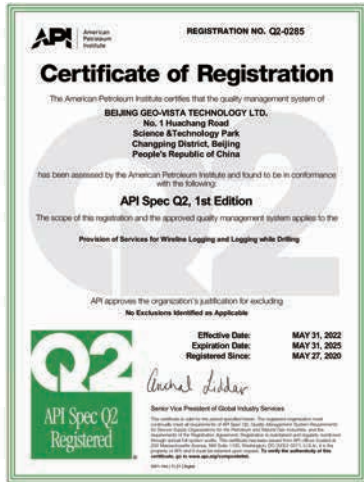 API American
Petroleum
Institute
REGISTRATION NO. Q2-0285
Certificate of Registration
The American Petroleum Institute certifies that the quality management system of
BEIJING GEO-VISTA TECHNOLOGY LTD.
No. 1 Huachang Road
Science &Technology Park
Changping District, Beijing
People's Republic of China
has been assessed by the American Petroleum Institute and found to be in conformance
with the following:
API Spec Q2, 1st Edition
The scope of this registration and the approved quality management system applies to the
Provision of Services for Wireline Logging and Logging while Drilling
API approves the organization's justification for excluding
No Exclusions Identified as Applicable
Effective Date: MAY 31, 2022
Expiration Date: MAY 31, 2025
Registered Since: MAY 27, 2020
Q2
API Spec Q2
Registered
Senior Vice President of Global Industry Services